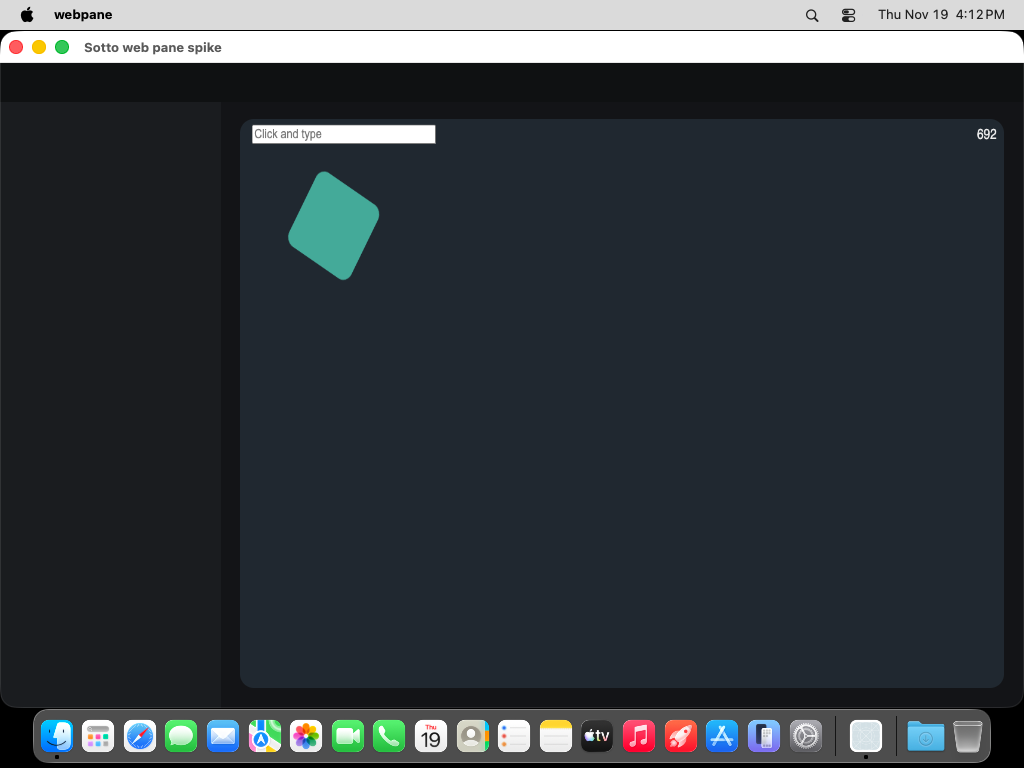 webpane
Thu Nov 19 4:12 PM
Sotto web pane spike
Click and type
692
Thu
19
tv